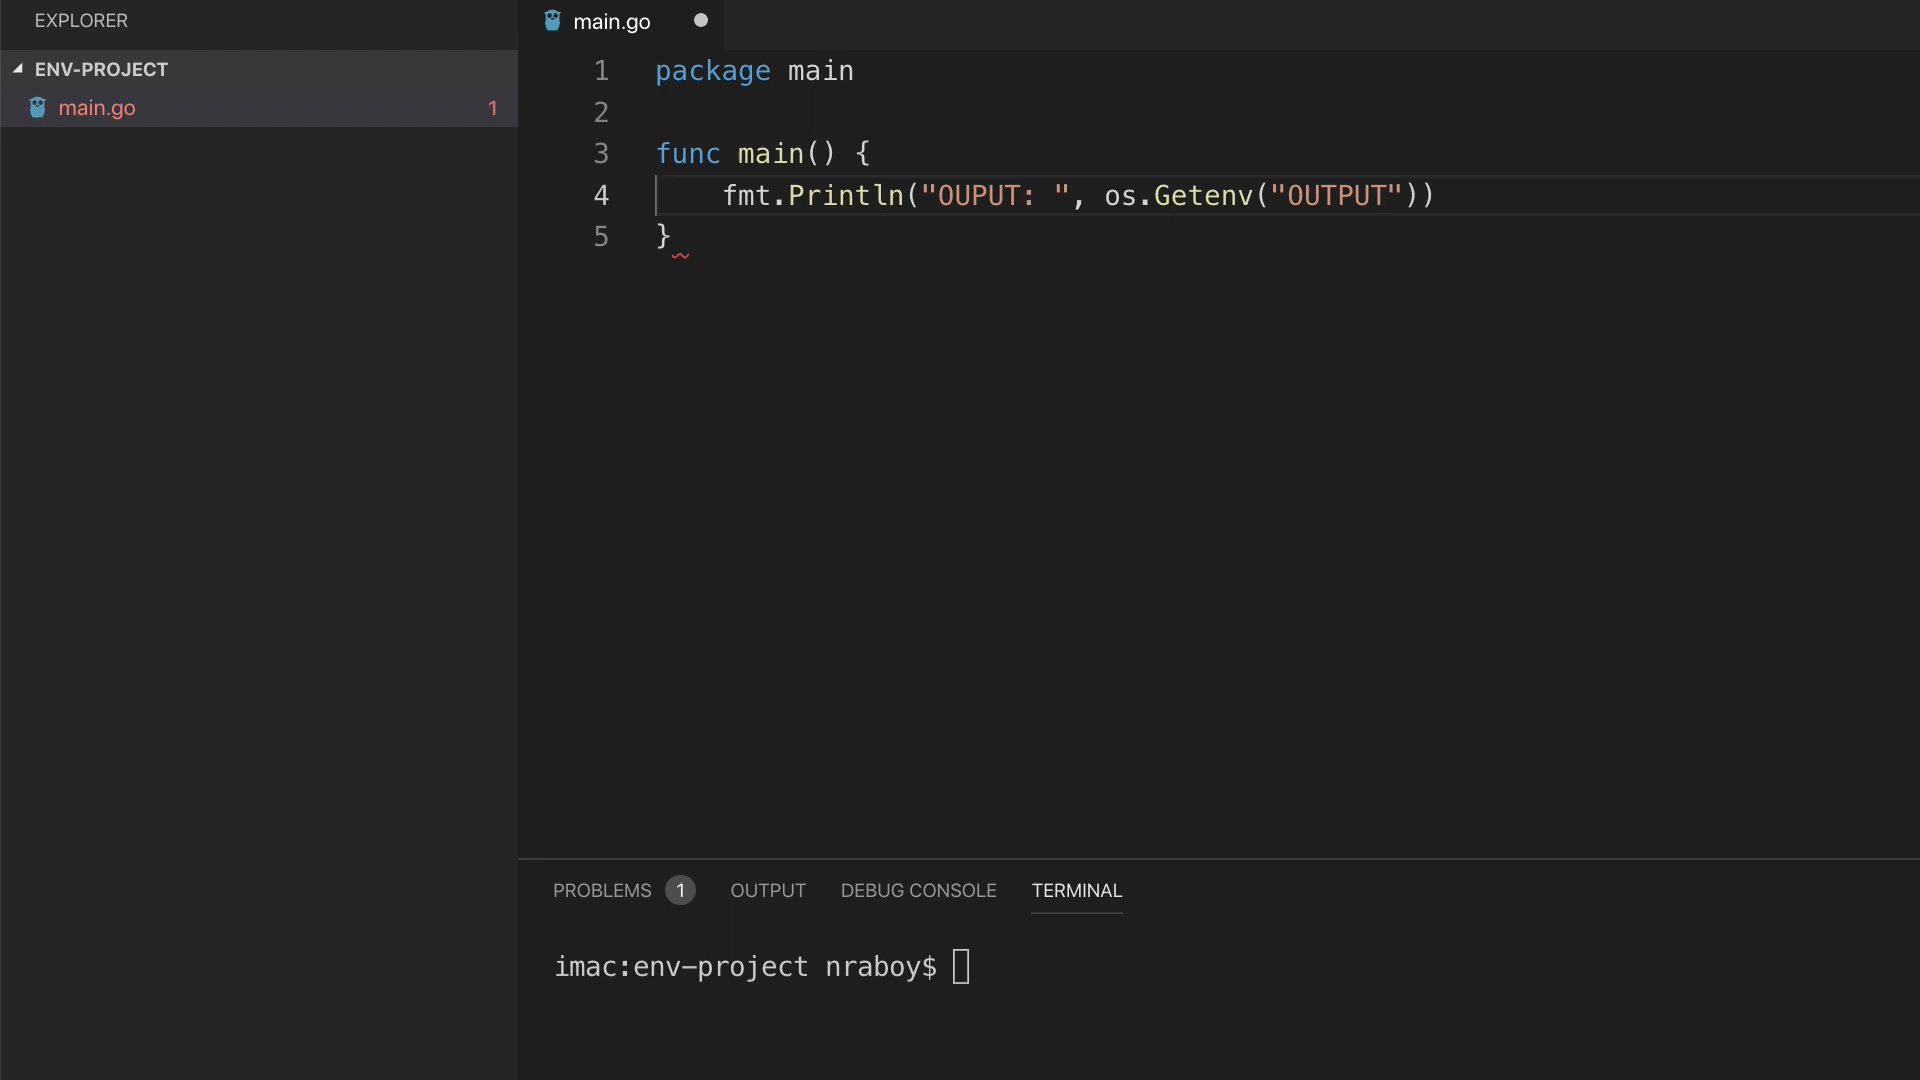 EXPLORER
ENV-PROJECT
main.go 1
main.go
1 package main
2
3 func main() {
4 fmt.Println("OUPUT: ", os.Getenv("OUTPUT"))
5 }
PROBLEMS 1 OUTPUT DEBUG CONSOLE TERMINAL
imac:env-project nraboy$